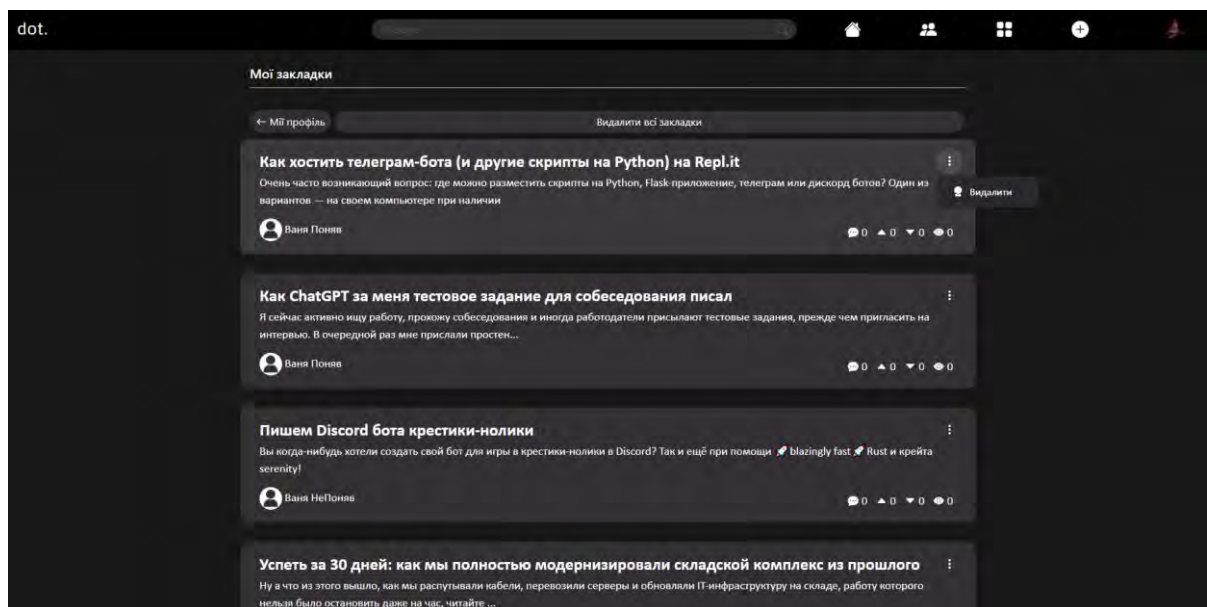 dot.
Мої закладки
← Мій профіль
Видалити всі закладки
Как хостить телеграм-бота (и другие скрипты на Python) на Repl.it
Очень часто возникающий вопрос: где можно разместить скрипты на Python, Flask-приложение, телеграм или дискорд ботов? Один из
вариантов — на своем компьютере при наличии
Видалити
Ваня Поняв
0 0 0 0
Как ChatGPT за меня тестовое задание для собеседования писал
Я сейчас активно ищу работу, прохожу собеседования и иногда работодатели присылают тестовые задания, прежде чем пригласить на
интервью. В очередной раз мне прислали простен...
Ваня Поняв
0 0 0 0
Пишем Discord бота крестики-нолики
Вы когда-нибудь хотели создать свой бот для игры в крестики-нолики в Discord? Так и ещё при помощи 🚀 blazingly fast 🚀 Rust и крейта
serenity!
Ваня НеПоняв
0 0 0 0
Успеть за 30 дней: как мы полностью модернизировали складской комплекс из прошлого
Ну а что из этого вышло, как мы распутывали кабели, перевозили серверы и обновляли IT-инфраструктуру на складе, работу которого
нельзя было остановить даже на час, читайте ...